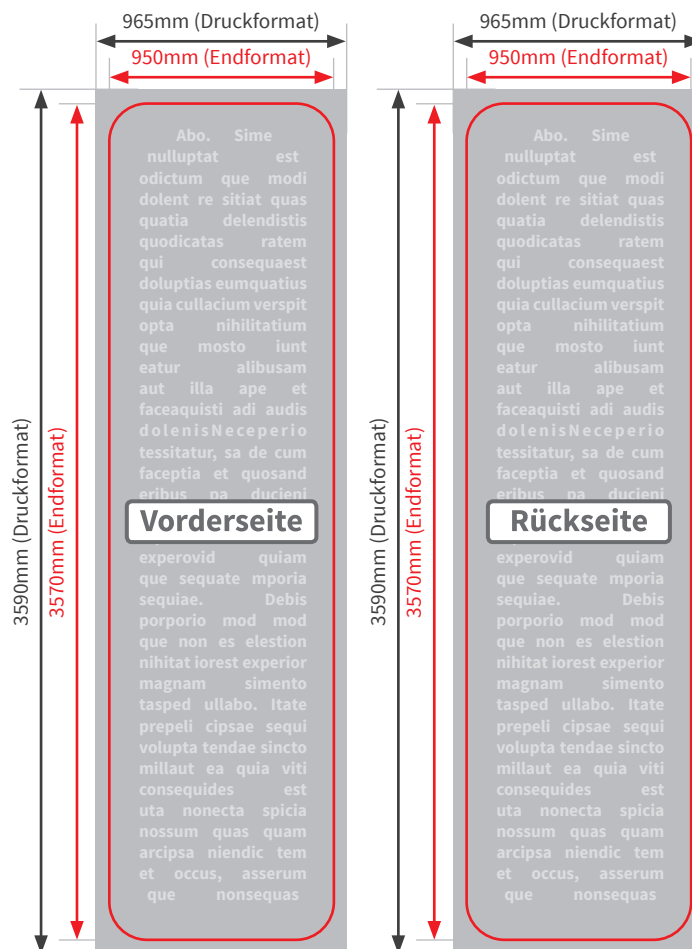 965mm (Druckformat)
950mm (Endformat)
3590mm (Druckformat)
3570mm (Endformat)
Abo. Sime
nulluptat est
odictum que modi
dolent re sitiat quas
quatia delendistis
quodicatas ratem
qui consequaest
doluptias eumquatius
quia cullacium verspit
opta nihilitatium
que mosto iunt
eatur alibusam
aut illa ape et
faceaquisti adi audis
dolenisNeceperio
tessitatur, sa de cum
faceptia et quosand
eribus pa ducieni
Vorderseite
experovid quiam
que sequate mporia
sequiae. Debis
porporio mod mod
que non es elestion
nihitat iorest experior
magnam simento
tasped ullabo. Itate
prepeli cipsae sequi
volupta tendae sincto
millaut ea quia viti
consequides est
uta nonecta spicia
nossum quas quam
arcipsa niendic tem
et occus, asserum
que nonsequas
965mm (Druckformat)
950mm (Endformat)
3590mm (Druckformat)
3570mm (Endformat)
Abo. Sime
nulluptat est
odictum que modi
dolent re sitiat quas
quatia delendistis
quodicatas ratem
qui consequaest
doluptias eumquatius
quia cullacium verspit
opta nihilitatium
que mosto iunt
eatur alibusam
aut illa ape et
faceaquisti adi audis
dolenisNeceperio
tessitatur, sa de cum
faceptia et quosand
eribus pa ducieni
Rückseite
experovid quiam
que sequate mporia
sequiae. Debis
porporio mod mod
que non es elestion
nihitat iorest experior
magnam simento
tasped ullabo. Itate
prepeli cipsae sequi
volupta tendae sincto
millaut ea quia viti
consequides est
uta nonecta spicia
nossum quas quam
arcipsa niendic tem
et occus, asserum
que nonsequas